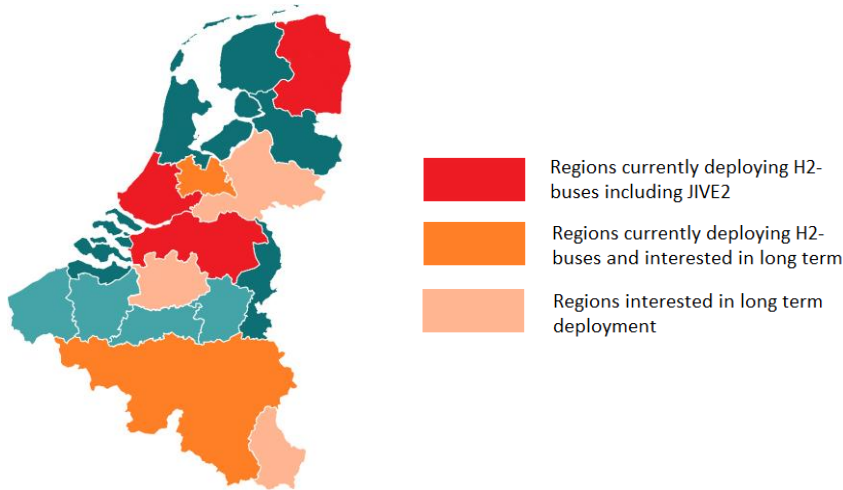 Regions currently deploying H2-
buses including JIVE2
Regions currently deploying H2-
buses and interested in long term
Regions interested in long term
deployment